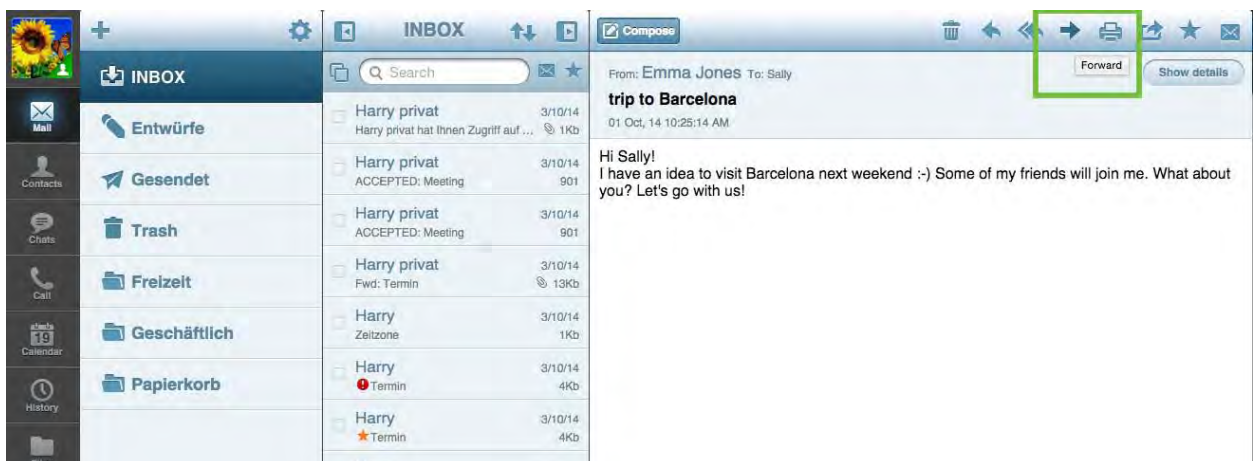 Mail
Contacts
Chats
Call
19
Calendar
History
INBOX
Entwürfe
Gesendet
Trash
Freizeit
Geschäftlich
Papierkorb
INBOX
Search
Harry privat 3/10/14
Harry privat hat Ihnen Zugriff auf ... 1Kb
Harry privat 3/10/14
ACCEPTED: Meeting 901
Harry privat 3/10/14
ACCEPTED: Meeting 901
Harry privat 3/10/14
Fwd: Termin 13Kb
Harry 3/10/14
Zeitzone 1Kb
Harry 3/10/14
Termin 4Kb
Harry 3/10/14
Termin 4Kb
Compose
Forward
From: Emma Jones To: Sally
Show details
trip to Barcelona
01 Oct, 14 10:25:14 AM
Hi Sally!
I have an idea to visit Barcelona next weekend :-) Some of my friends will join me. What about
you? Let's go with us!